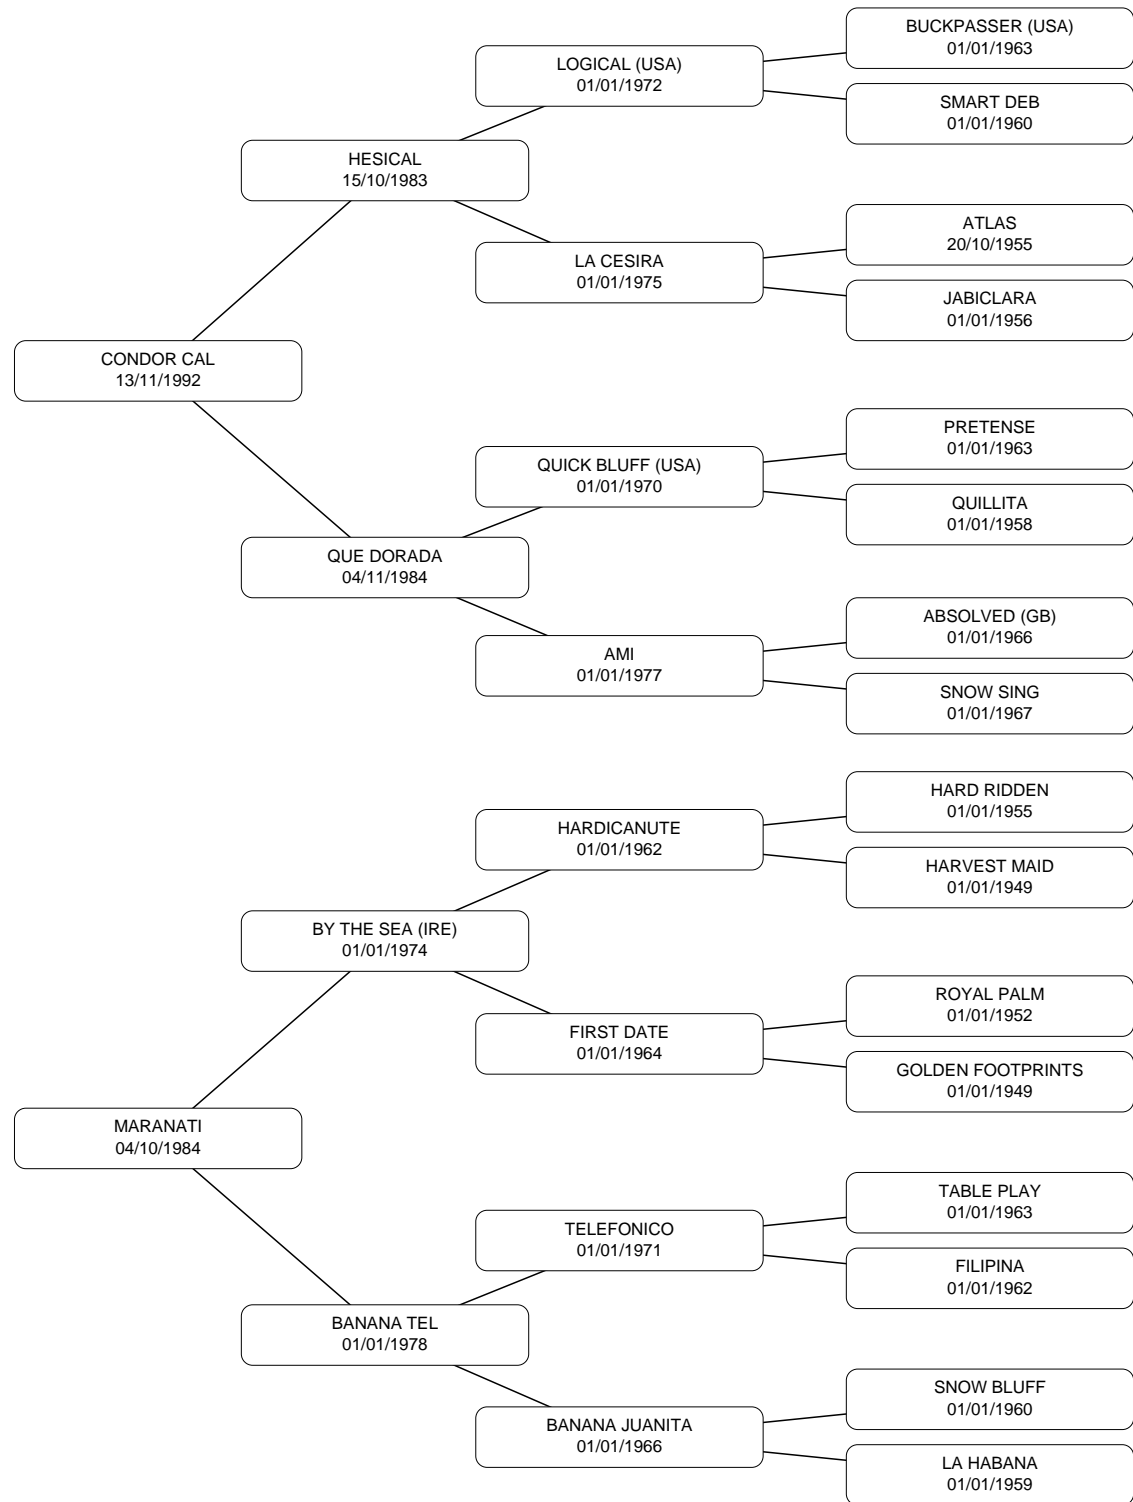 BUCKPASSER (USA)
01/01/1963
LOGICAL (USA)
01/01/1972
SMART DEB
01/01/1960
HESICAL
15/10/1983
ATLAS
20/10/1955
LA CESIRA
01/01/1975
JABICLARA
01/01/1956
CONDOR CAL
13/11/1992
PRETENSE
01/01/1963
QUICK BLUFF (USA)
01/01/1970
QUILLITA
01/01/1958
QUE DORADA
04/11/1984
ABSOLVED (GB)
01/01/1966
AMI
01/01/1977
SNOW SING
01/01/1967
HARD RIDDEN
01/01/1955
HARDICANUTE
01/01/1962
HARVEST MAID
01/01/1949
BY THE SEA (IRE)
01/01/1974
ROYAL PALM
01/01/1952
FIRST DATE
01/01/1964
GOLDEN FOOTPRINTS
01/01/1949
MARANATI
04/10/1984
TABLE PLAY
01/01/1963
TELEFONICO
01/01/1971
FILIPINA
01/01/1962
BANANA TEL
01/01/1978
SNOW BLUFF
01/01/1960
BANANA JUANITA
01/01/1966
LA HABANA
01/01/1959